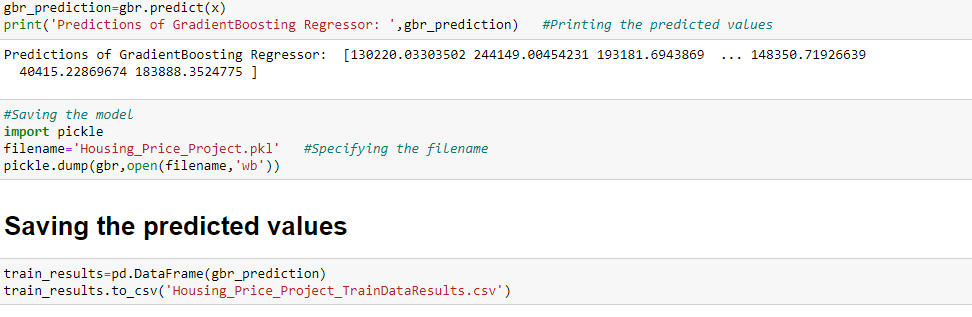 gbr_prediction=gbr.predict(x)
print('Predictions of GradientBoosting Regressor: ',gbr_prediction)   #Printing the predicted values
Predictions of GradientBoosting Regressor:  [130220.03303502 244149.00454231 193181.6943869  ... 148350.71926639
  40415.22869674 183888.3524775 ]
#Saving the model
import pickle
filename='Housing_Price_Project.pkl'   #Specifying the filename
pickle.dump(gbr,open(filename,'wb'))
Saving the predicted values
train_results=pd.DataFrame(gbr_prediction)
train_results.to_csv('Housing_Price_Project_TrainDataResults.csv')